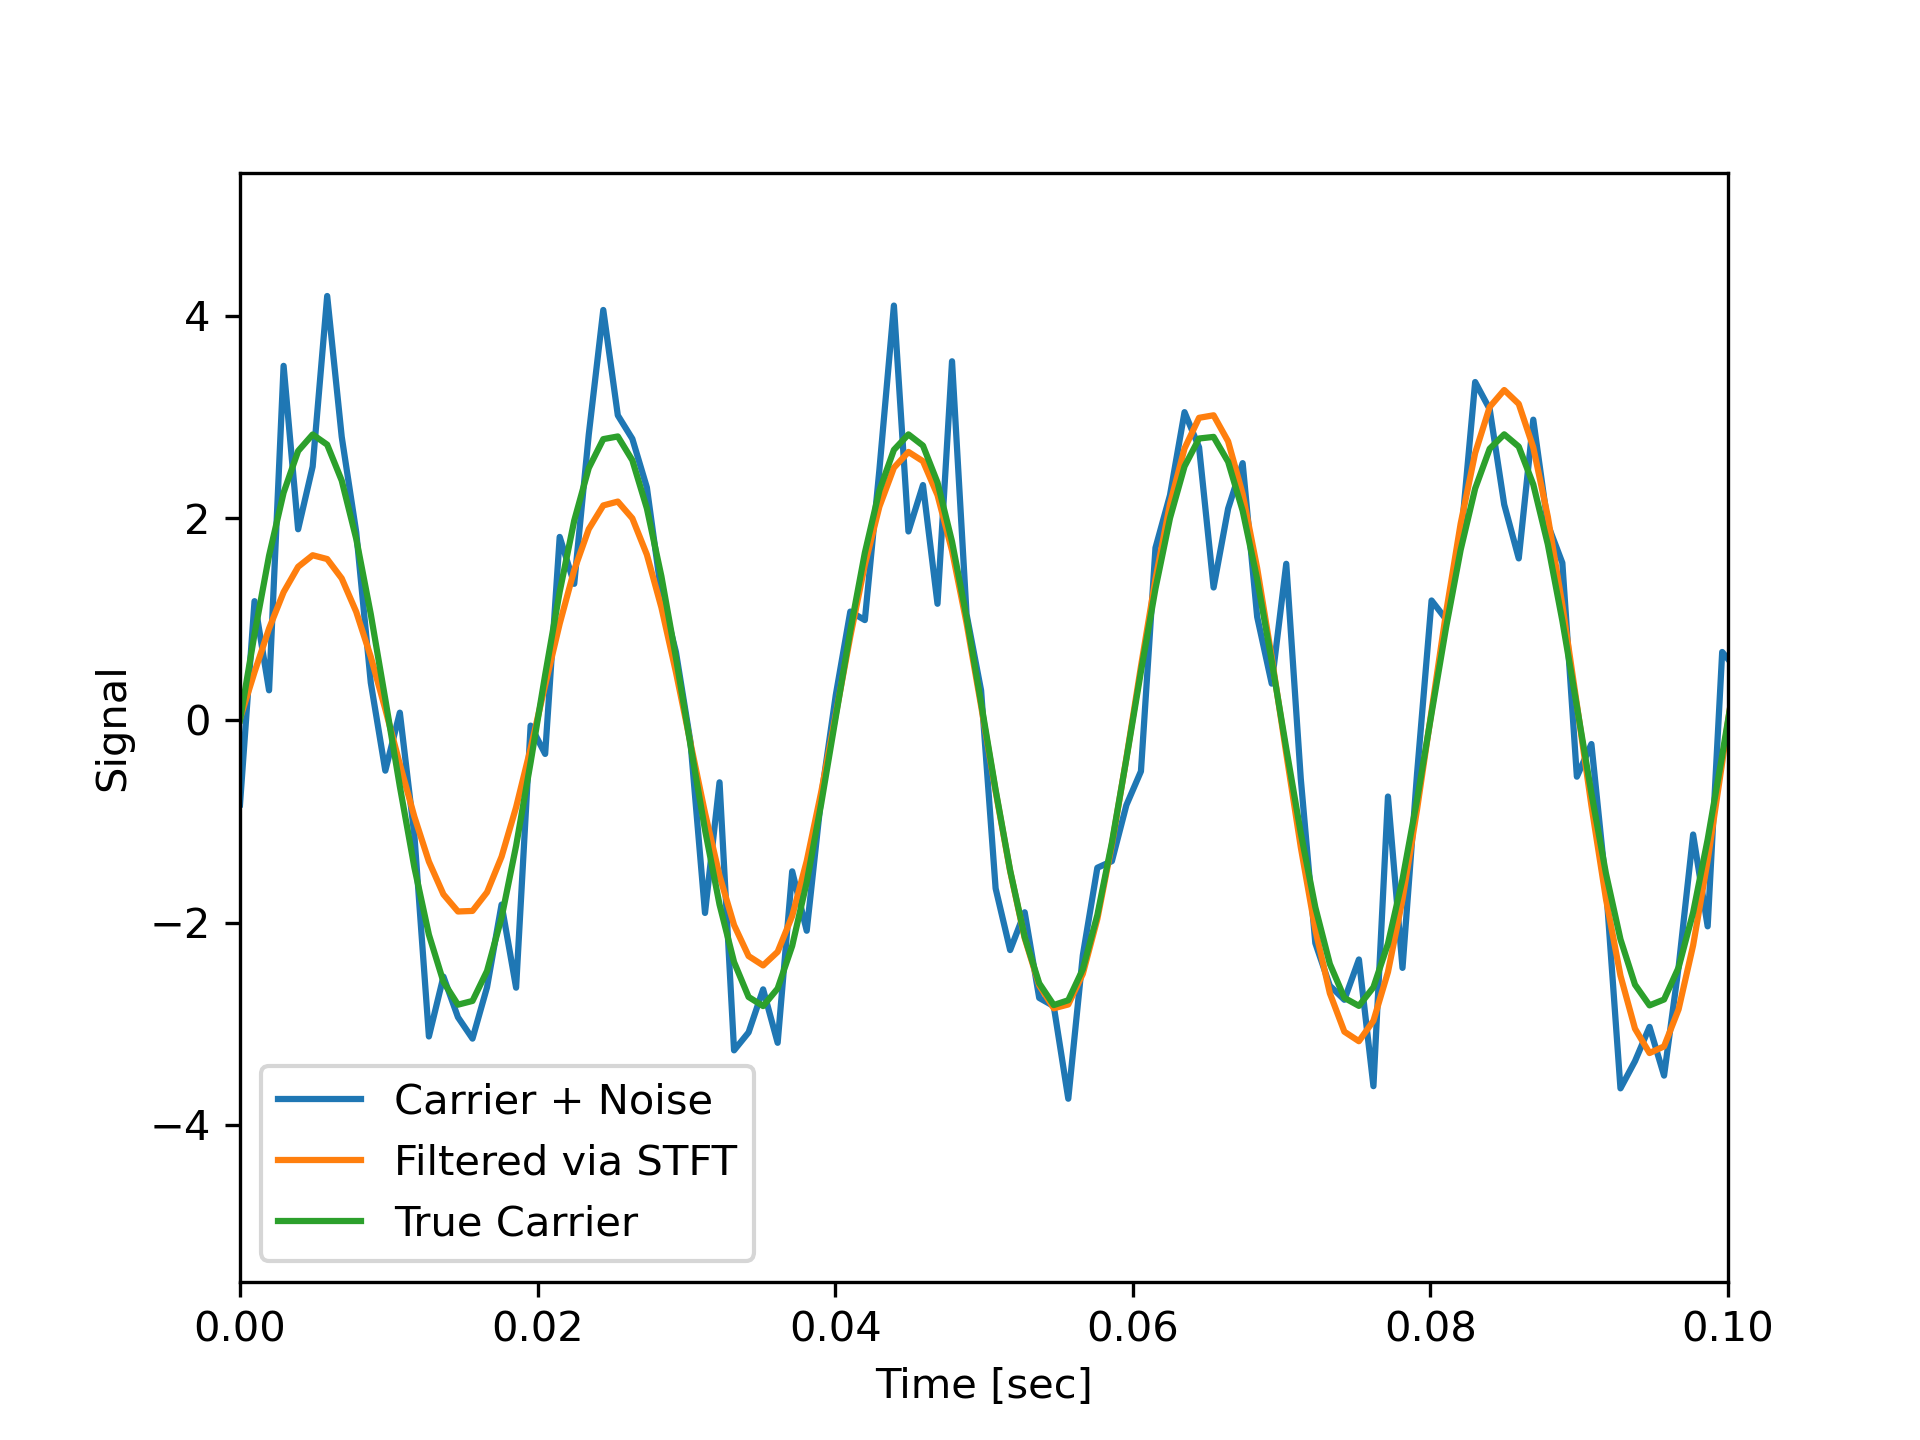 4
2
0
−2
−4
Signal
Carrier + Noise
Filtered via STFT
True Carrier
0.00 0.02 0.04 0.06 0.08 0.10
Time [sec]